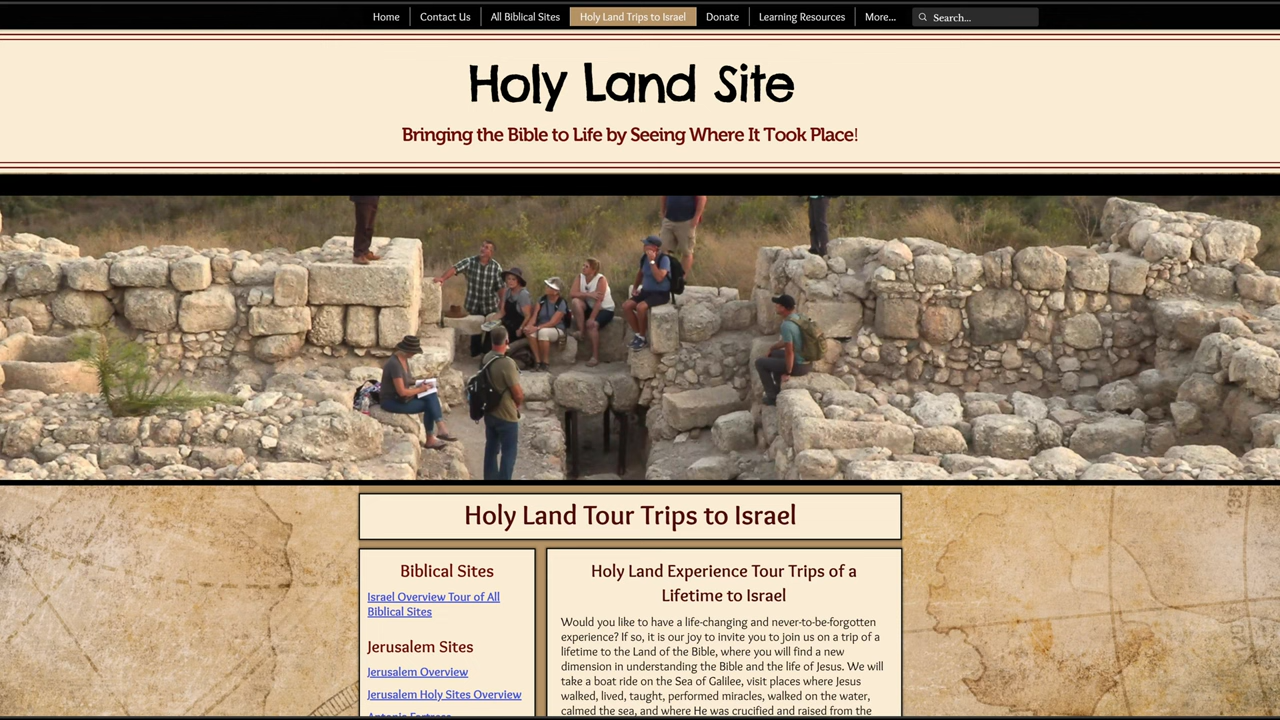 Home
Contact Us
All Biblical Sites
Holy Land Trips to Israel
Donate
Learning Resources
More...
Search...
Holy Land Site
Bringing the Bible to Life by Seeing Where It Took Place!
Holy Land Tour Trips to Israel
Biblical Sites
Israel Overview Tour of All
Biblical Sites
Jerusalem Sites
Jerusalem Overview
Jerusalem Holy Sites Overview
Antonia Fortress
Holy Land Experience Tour Trips of a
Lifetime to Israel
Would you like to have a life-changing and never-to-be-forgotten
experience? If so, it is our joy to invite you to join us on a trip of a
lifetime to the Land of the Bible, where you will find a new
dimension in understanding the Bible and the life of Jesus. We will
take a boat ride on the Sea of Galilee, visit places where Jesus
walked, lived, taught, performed miracles, walked on the water,
calmed the sea, and where He was crucified and raised from the